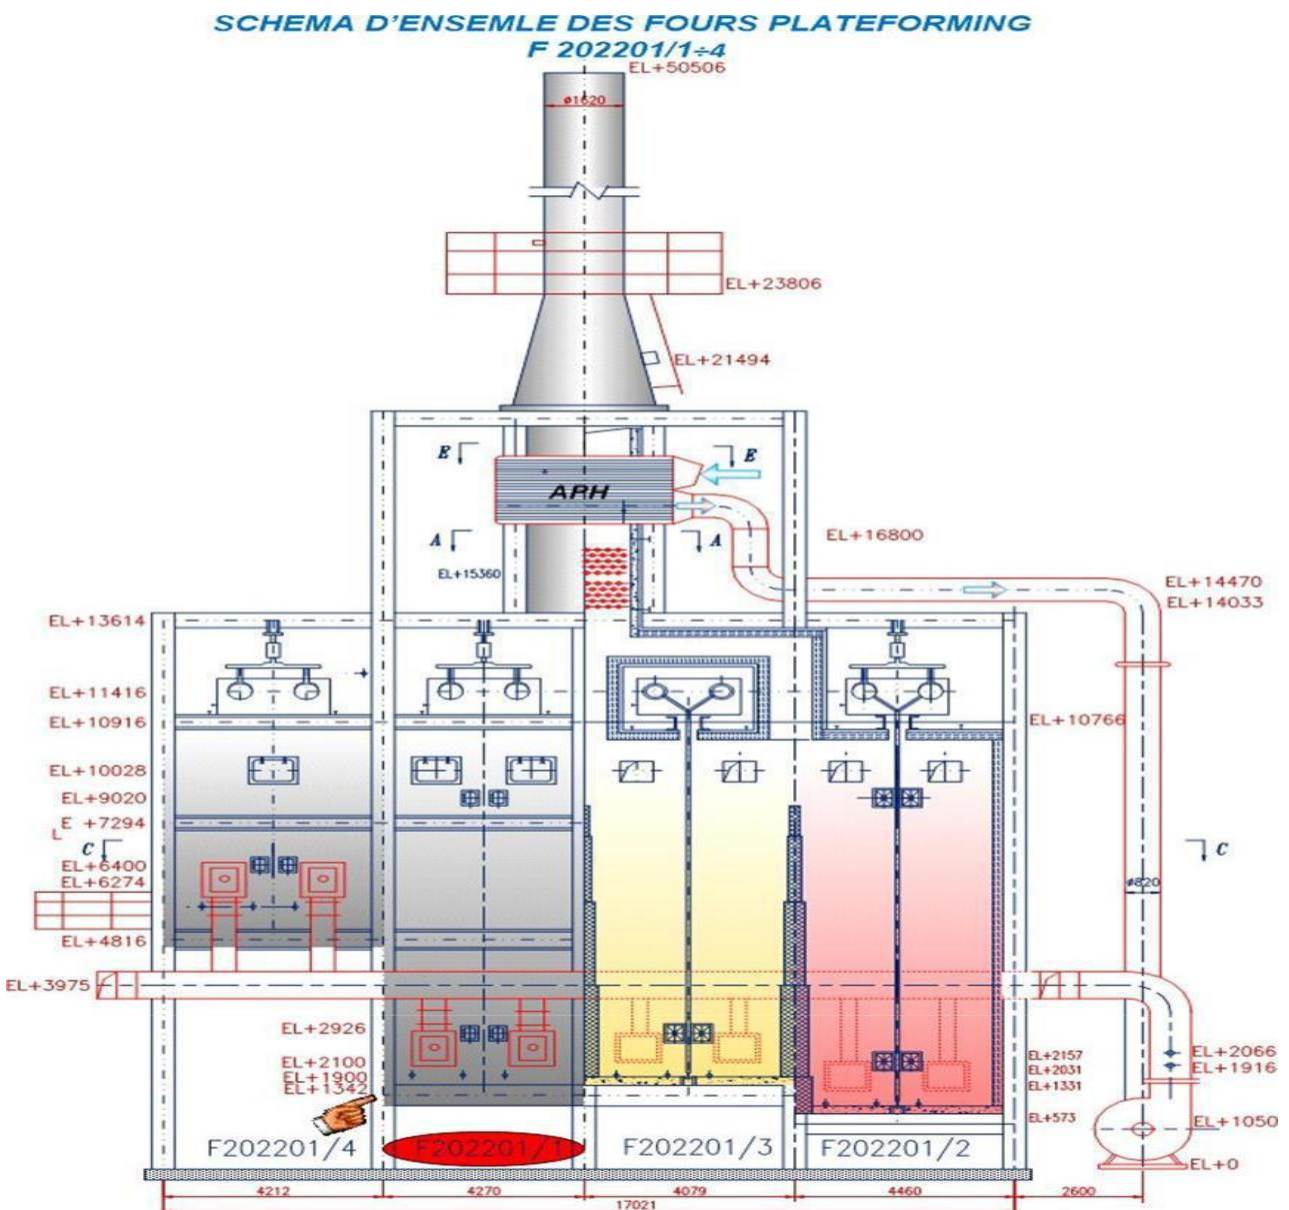 SCHEMA D'ENSEMLE DES FOURS PLATEFORMING
F 202201/1÷4
EL+50506
ø1620
EL+23806
EL+21494
E E
ARH
A A
EL+16800
EL+15360
EL+14470
EL+14033
EL+13614
EL+11416
EL+10916
EL+10766
EL+10028
EL+9020
E +7294
L
C C
EL+6400
EL+6274
ø820
EL+4816
EL+3975
EL+2926
EL+2100
EL+1900
EL+1342
EL+2157
EL+2031
EL+1331
EL+573
EL+2066
EL+1916
EL+1050
EL+0
F202201/4 F202201/1 F202201/3 F202201/2
4212 4270 4079 4460 2600
17021